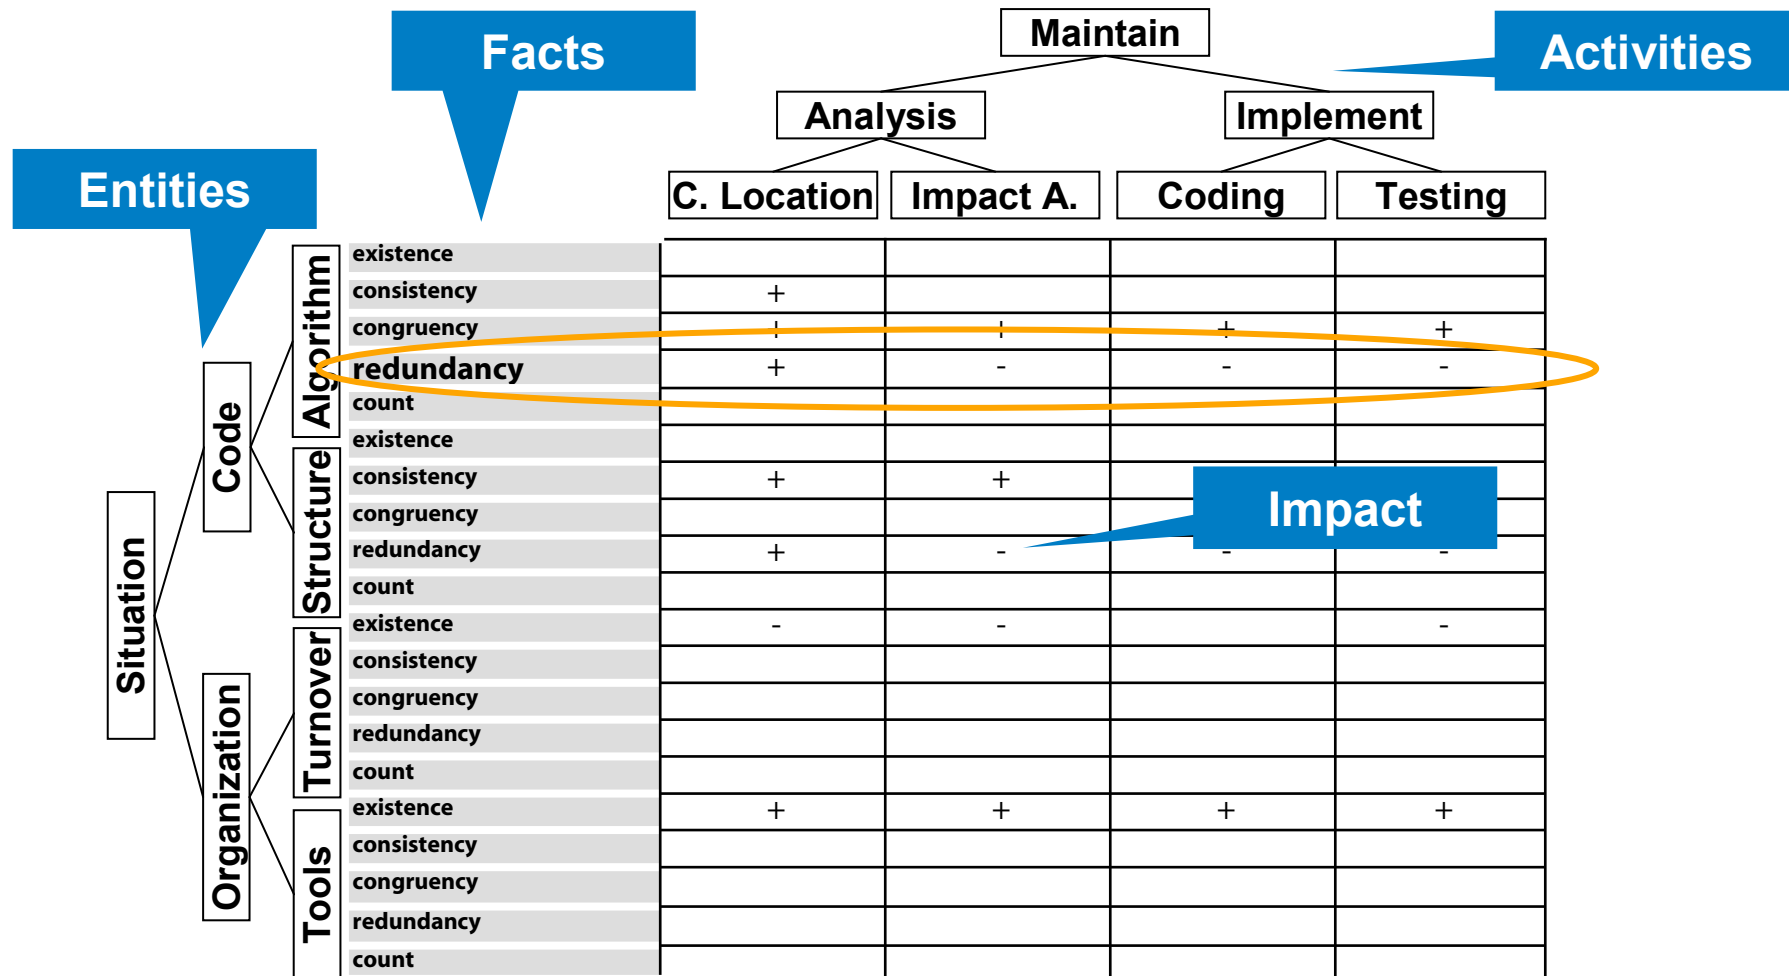 Facts
Maintain
Activities
Analysis
Implement
Entities
C. Location
Impact A.
Coding
Testing
Situation
Code
Organization
Algorithm
existence
consistency +
congruency + + + +
redundancy + - - -
count
Structure
existence
consistency + +
Impact
congruency
redundancy + - - -
count
Turnover
existence - - -
consistency
congruency
redundancy
count
Tools
existence + + + +
consistency
congruency
redundancy
count